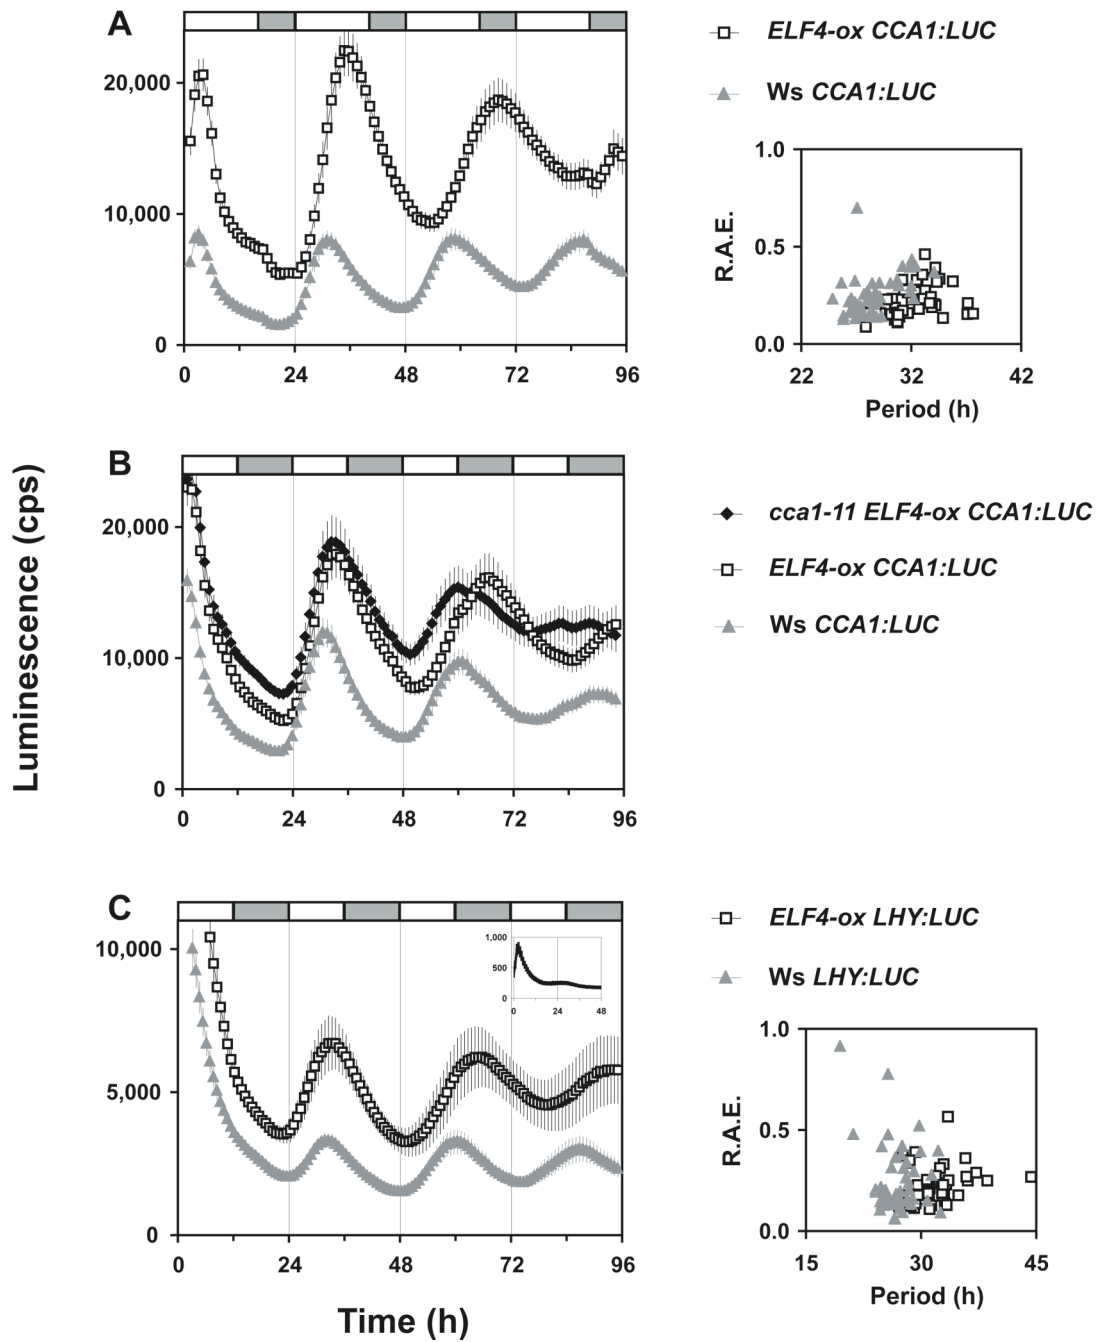 A
20,000
10,000
0
0 24 48 72 96
ELF4-ox CCA1:LUC
Ws CCA1:LUC
1.0
0.5
0.0
R.A.E.
22 32 42
Period (h)
Luminescence (cps)
B
20,000
10,000
0
0 24 48 72 96
cca1-11 ELF4-ox CCA1:LUC
ELF4-ox CCA1:LUC
Ws CCA1:LUC
C
10,000
5,000
0
0 24 48 72 96
1,000
500
0
0 24 48
Time (h)
ELF4-ox LHY:LUC
Ws LHY:LUC
1.0
0.5
0.0
R.A.E.
15 30 45
Period (h)